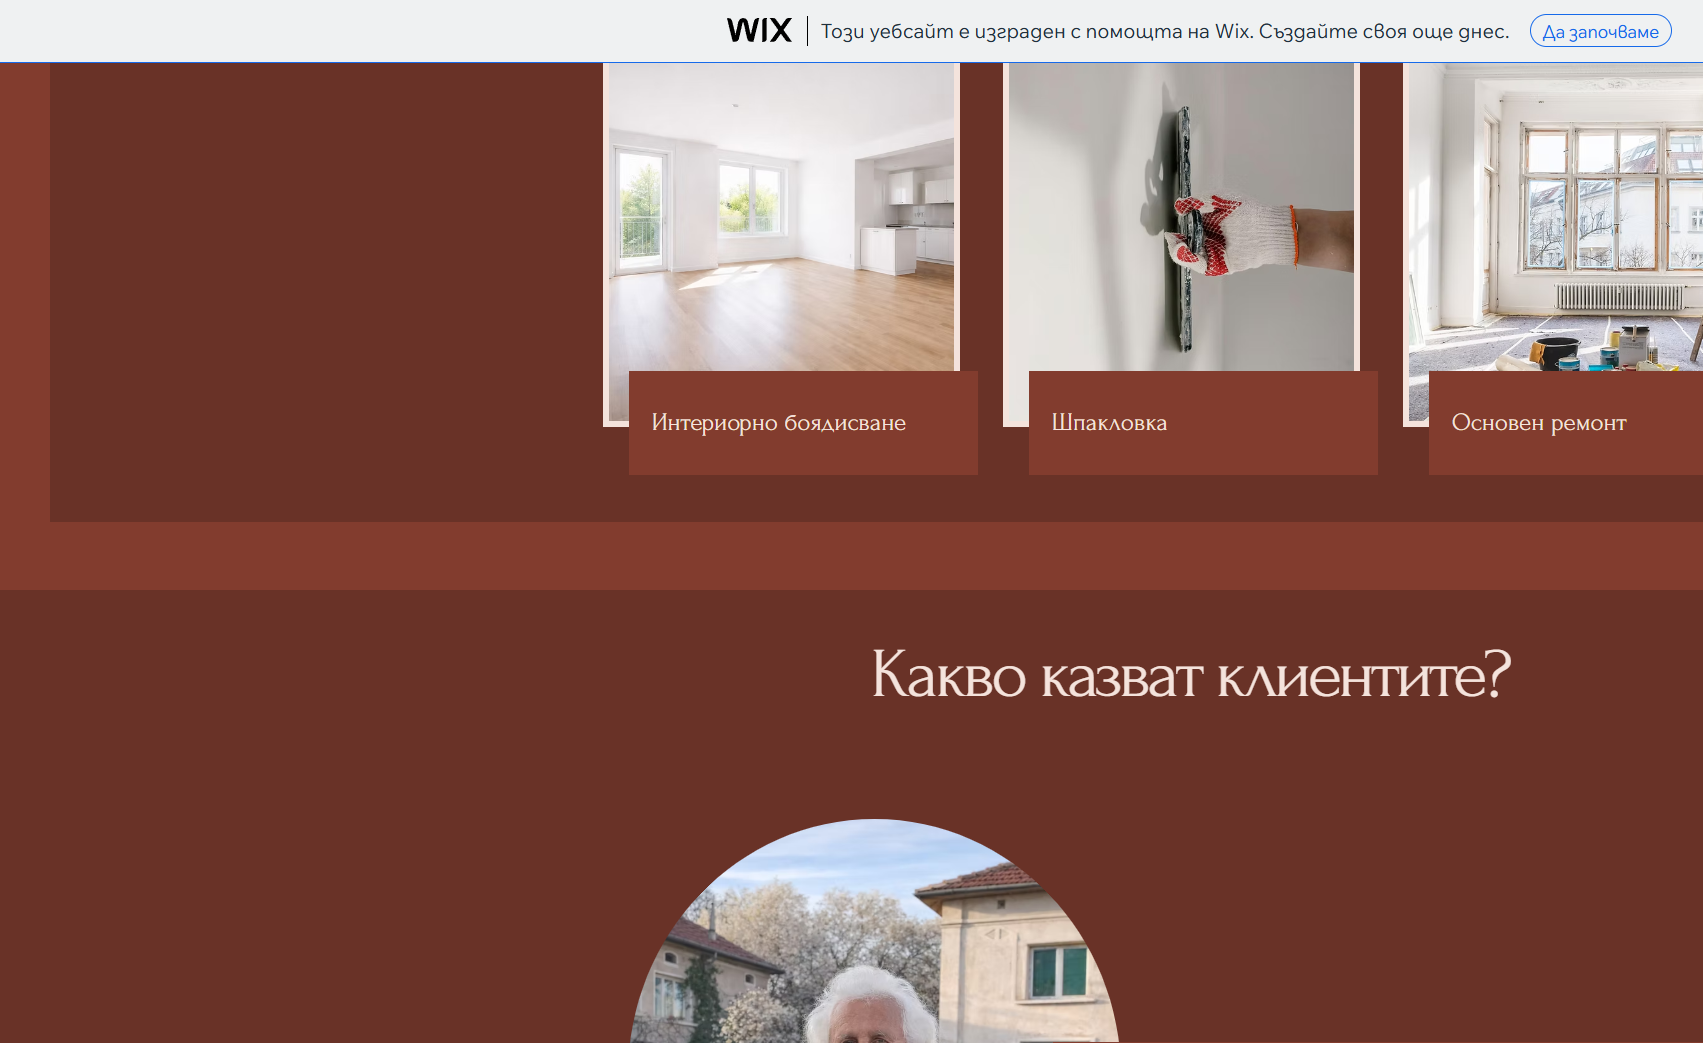 WIX Този уебсайт е изграден с помощта на Wix. Създайте своя още днес. Да започваме
Интериорно боядисване
Шпакловка
Основен ремонт
Какво казват клиентите?